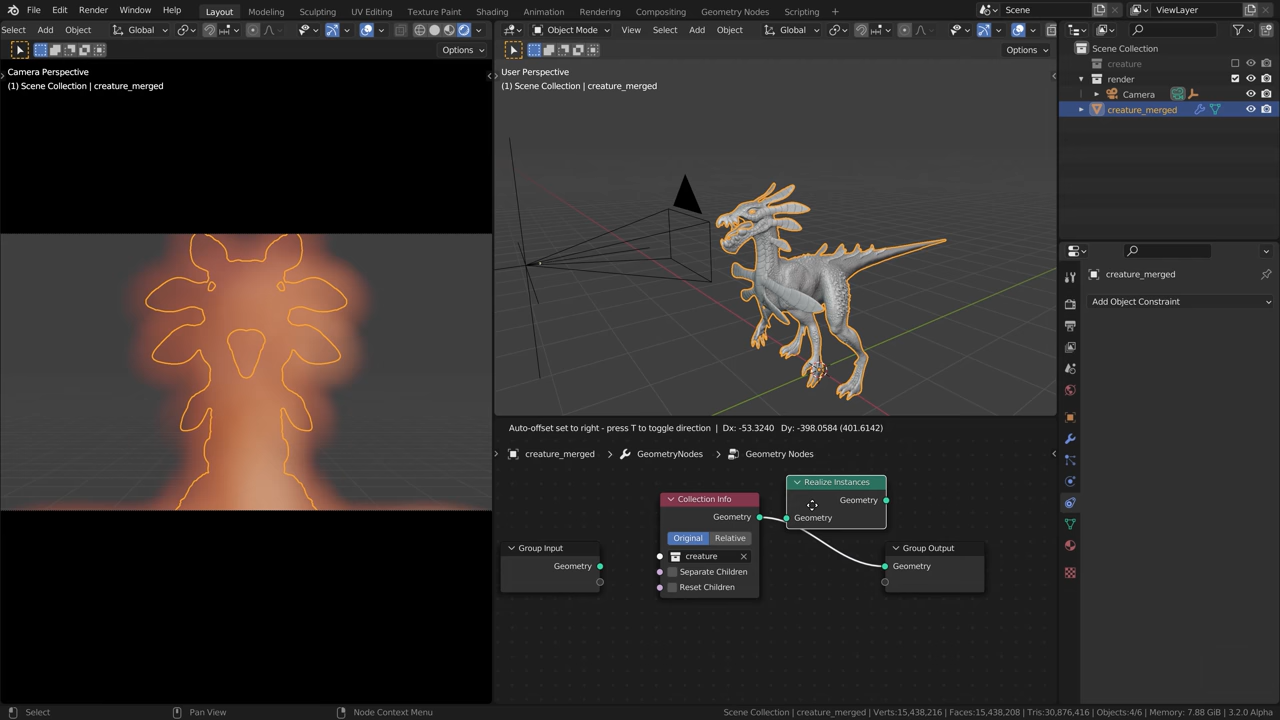 File Edit Render Window Help Layout Modeling Sculpting UV Editing Texture Paint Shading Animation Rendering Compositing Geometry Nodes Scripting + Scene ViewLayer
Select Add Object Global Object Mode View Select Add Object Global
Options Options
Camera Perspective
(1) Scene Collection | creature_merged
User Perspective
(1) Scene Collection | creature_merged
Scene Collection
creature
render
Camera
creature_merged
creature_merged
Add Object Constraint
Auto-offset set to right - press T to toggle direction | Dx: -53.3240 Dy: -398.0584 (401.6142)
creature_merged > GeometryNodes > Geometry Nodes
Group Input
Geometry
Collection Info
Geometry
Original Relative
creature
Separate Children
Reset Children
Realize Instances
Geometry
Geometry
Group Output
Geometry
Select Pan View Node Context Menu Scene Collection | creature_merged | Verts:15,438,216 | Faces:15,438,208 | Tris:30,876,416 | Objects:4/6 | Memory: 7.88 GiB | 3.2.0 Alpha